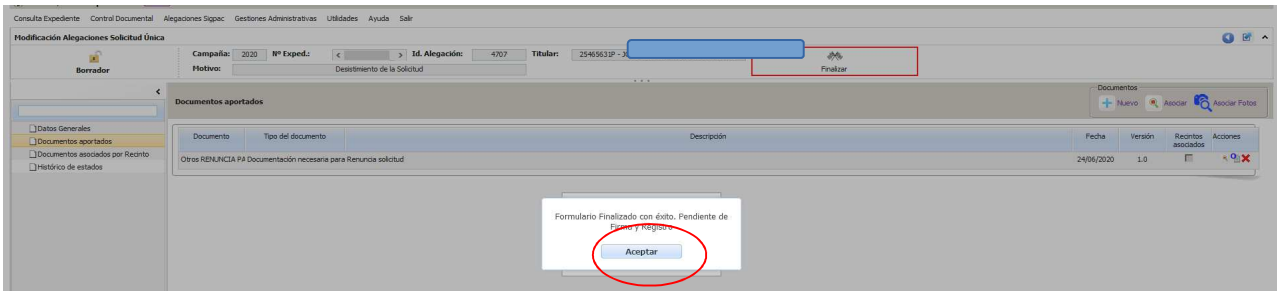 Consulta Expediente Control Documental Alegaciones Sigpac Gestiones Administrativas Utilidades Ayuda Salir
Modificación Alegaciones Solicitud Única
Borrador
Campaña: 2020 Nº Exped.: < > Id. Alegación: 4707 Titular: 25465631P -
Motivo: Desistimiento de la Solicitud
Finalizar
<
Documentos aportados
Documentos
Nuevo Asociar Asociar Fotos
Datos Generales
Documentos aportados
Documentos asociados por Recinto
Histórico de estados
Documento Tipo del documento Descripción Fecha Versión Recintos asociados Acciones
Otros RENUNCIA PA Documentación necesaria para Renuncia solicitud 24/06/2020 1.0
Formulario Finalizado con éxito. Pendiente de
Firma y Registro
Aceptar